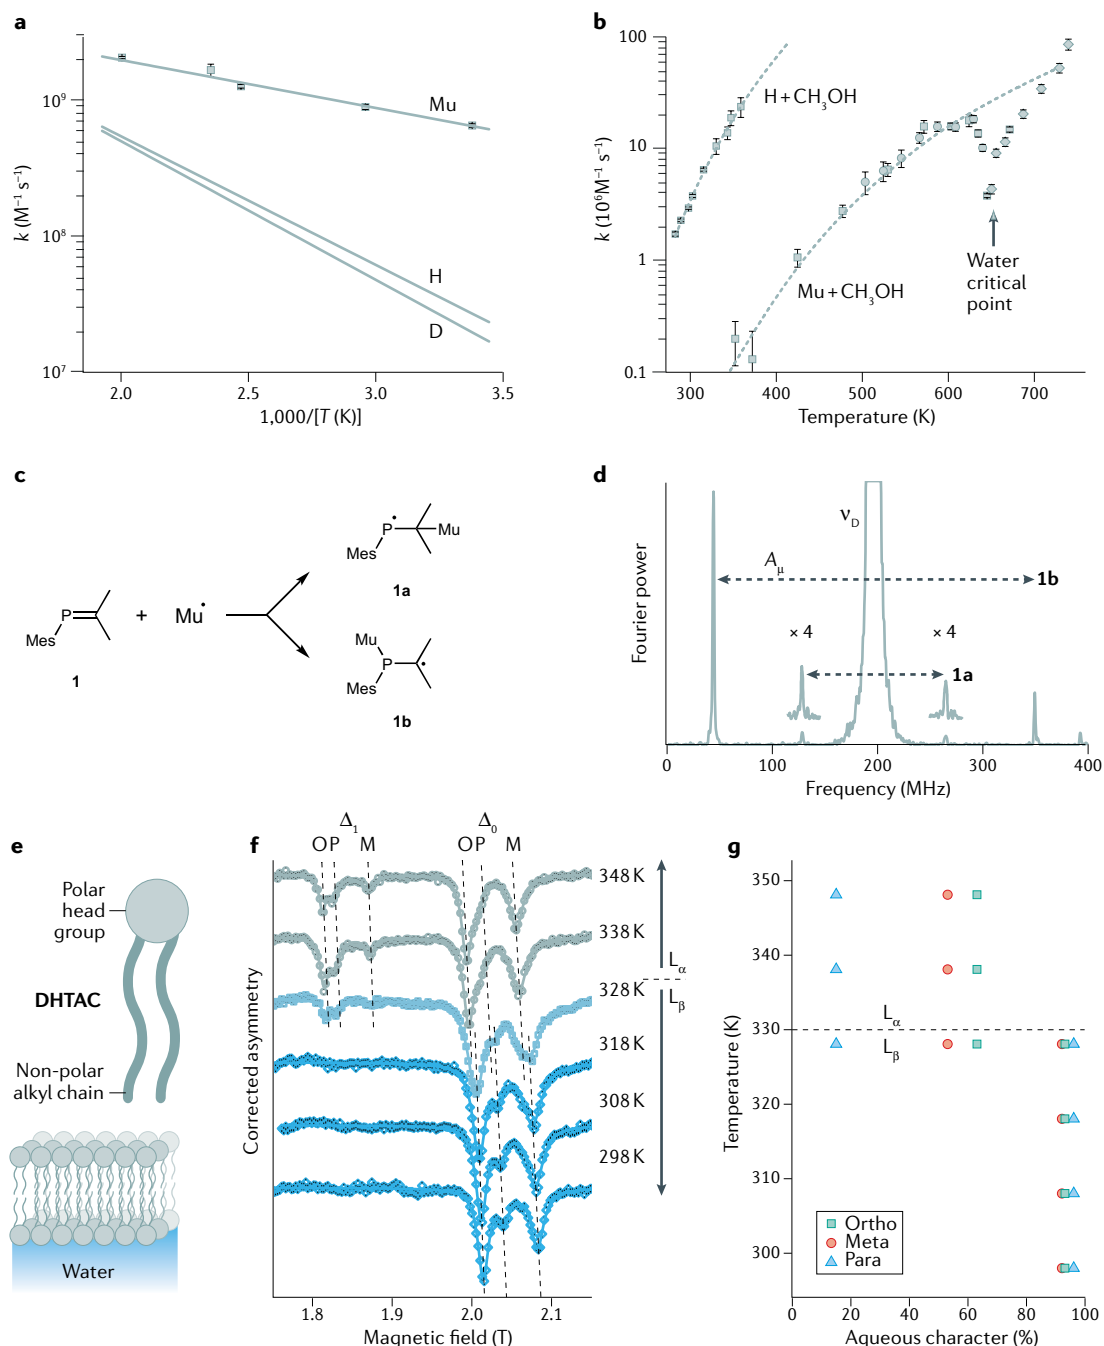 a
k (M⁻¹ s⁻¹)
10⁹
10⁸
10⁷
Mu
H
D
2.0 2.5 3.0 3.5
1,000/[T (K)]
b
k (10⁶M⁻¹ s⁻¹)
100
10
1
0.1
H + CH₃OH
Mu + CH₃OH
Water
critical
point
300 400 500 600 700
Temperature (K)
c
P
Mes
1
+
Mu•
P•
Mu
Mes
1a
Mu
P
•
Mes
1b
d
Fourier power
ν_D
A_μ
1b
× 4 × 4
1a
0 100 200 300 400
Frequency (MHz)
e
Polar
head
group
DHTAC
Non-polar
alkyl chain
Water
f
Δ₁ Δ₀
O P M O P M
348 K
338 K
328 K
318 K
308 K
298 K
L_α
L_β
Corrected asymmetry
1.8 1.9 2.0 2.1
Magnetic field (T)
g
Temperature (K)
350
340
330
320
310
300
L_α
L_β
Ortho
Meta
Para
0 20 40 60 80 100
Aqueous character (%)